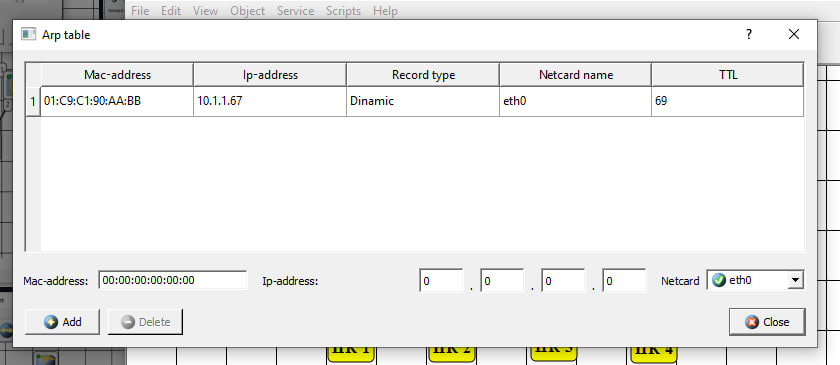 File Edit View Object Service Scripts Help
Arp table ?
Mac-address Ip-address Record type Netcard name TTL
1 01:C9:C1:90:AA:BB 10.1.1.67 Dinamic eth0 69
Mac-address: 00:00:00:00:00:00 Ip-address: 0 . 0 . 0 . 0 Netcard eth0
Add Delete Close
ПК 1 ПК 2 ПК 3 ПК 4